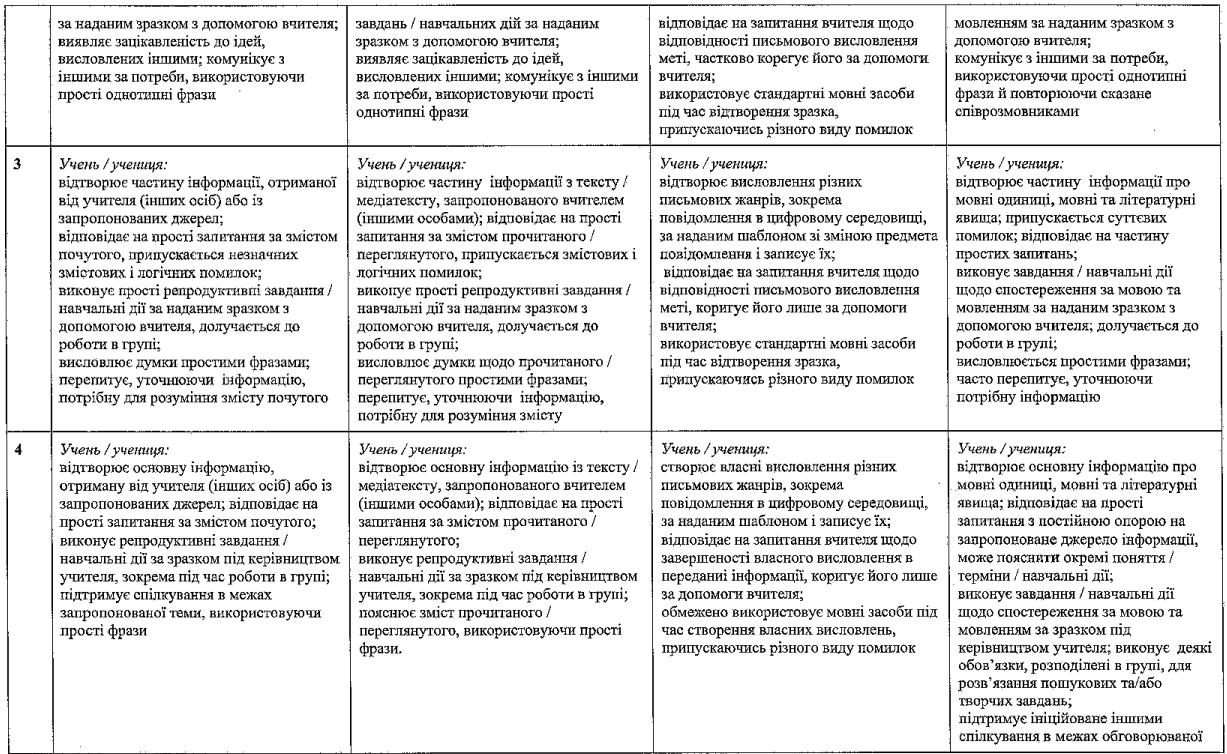 за наданим зразком з допомогою вчителя;
виявляє зацікавленість до ідей,
висловлених іншими; комунікує з
іншими за потреби, використовуючи
прості однотипні фрази
завдань / навчальних дій за наданим
зразком з допомогою вчителя;
виявляє зацікавленість до ідей,
висловлених іншими; комунікує з іншими
за потреби, використовуючи прості
однотипні фрази
відповідає на запитання вчителя щодо
відповідності письмового висловлення
меті, частково корегує його за допомоги
вчителя;
використовує стандартні мовні засоби
під час відтворення зразка,
припускаючись різного виду помилок
мовленням за наданим зразком з
допомогою вчителя;
комунікує з іншими за потреби,
використовуючи прості однотипні
фрази й повторюючи сказане
співрозмовниками
3
Учень / учениця:
відтворює частину інформації, отриманої
від учителя (інших осіб) або із
запропонованих джерел;
відповідає на прості запитання за змістом
почутого, припускається незначних
змістових і логічних помилок;
виконує прості репродуктивні завдання /
навчальні дії за наданим зразком з
допомогою вчителя, долучається до
роботи в групі;
висловлює думки простими фразами;
перепитує, уточнюючи інформацію,
потрібну для розуміння змісту почутого
Учень / учениця:
відтворює частину інформації з тексту /
медіатексту, запропонованого вчителем
(іншими особами); відповідає на прості
запитання за змістом прочитаного /
переглянутого, припускається змістових і
логічних помилок;
виконує прості репродуктивні завдання /
навчальні дії за наданим зразком з
допомогою вчителя, долучається до
роботи в групі;
висловлює думки щодо прочитаного /
переглянутого простими фразами;
перепитує, уточнюючи інформацію,
потрібну для розуміння змісту
Учень / учениця:
відтворює висловлення різних
письмових жанрів, зокрема
повідомлення в цифровому середовищі,
за наданим шаблоном зі зміною предмета
повідомлення і записує їх;
відповідає на запитання вчителя щодо
відповідності письмового висловлення
меті, коригує його лише за допомоги
вчителя;
використовує стандартні мовні засоби
під час відтворення зразка,
припускаючись різного виду помилок
Учень / учениця:
відтворює частину інформації про
мовні одиниці, мовні та літературні
явища; припускається суттєвих
помилок; відповідає на частину
простих запитань;
виконує завдання / навчальні дії
щодо спостереження за мовою та
мовленням за наданим зразком з
допомогою вчителя; долучається до
роботи в групі;
висловлюється простими фразами;
часто перепитує, уточнюючи
потрібну інформацію
4
Учень / учениця:
відтворює основну інформацію,
отриману від учителя (інших осіб) або із
запропонованих джерел; відповідає на
прості запитання за змістом почутого;
виконує репродуктивні завдання /
навчальні дії за зразком під керівництвом
учителя, зокрема під час роботи в групі;
підтримує спілкування в межах
запропонованої теми, використовуючи
прості фрази
Учень / учениця:
відтворює основну інформацію із тексту /
медіатексту, запропонованого вчителем
(іншими особами); відповідає на прості
запитання за змістом прочитаного /
переглянутого;
виконує репродуктивні завдання /
навчальні дії за зразком під керівництвом
учителя, зокрема під час роботи в групі;
пояснює зміст прочитаного /
переглянутого, використовуючи прості
фрази.
Учень / учениця:
створює власні висловлення різних
письмових жанрів, зокрема
повідомлення в цифровому середовищі,
за наданим шаблоном і записує їх;
відповідає на запитання вчителя щодо
завершеності власного висловлення в
переданні інформації, коригує його лише
за допомоги вчителя;
обмежено використовує мовні засоби під
час створення власних висловлень,
припускаючись різного виду помилок
Учень / учениця:
відтворює основну інформацію про
мовні одиниці, мовні та літературні
явища; відповідає на прості
запитання з постійною опорою на
запропоноване джерело інформації,
може пояснити окремі поняття /
терміни / навчальні дії;
виконує завдання / навчальні дії
щодо спостереження за мовою та
мовленням за зразком під
керівництвом учителя; виконує деякі
обов’язки, розподілені в групі, для
розв’язання пошукових та/або
творчих завдань;
підтримує ініційоване іншими
спілкування в межах обговорюваної